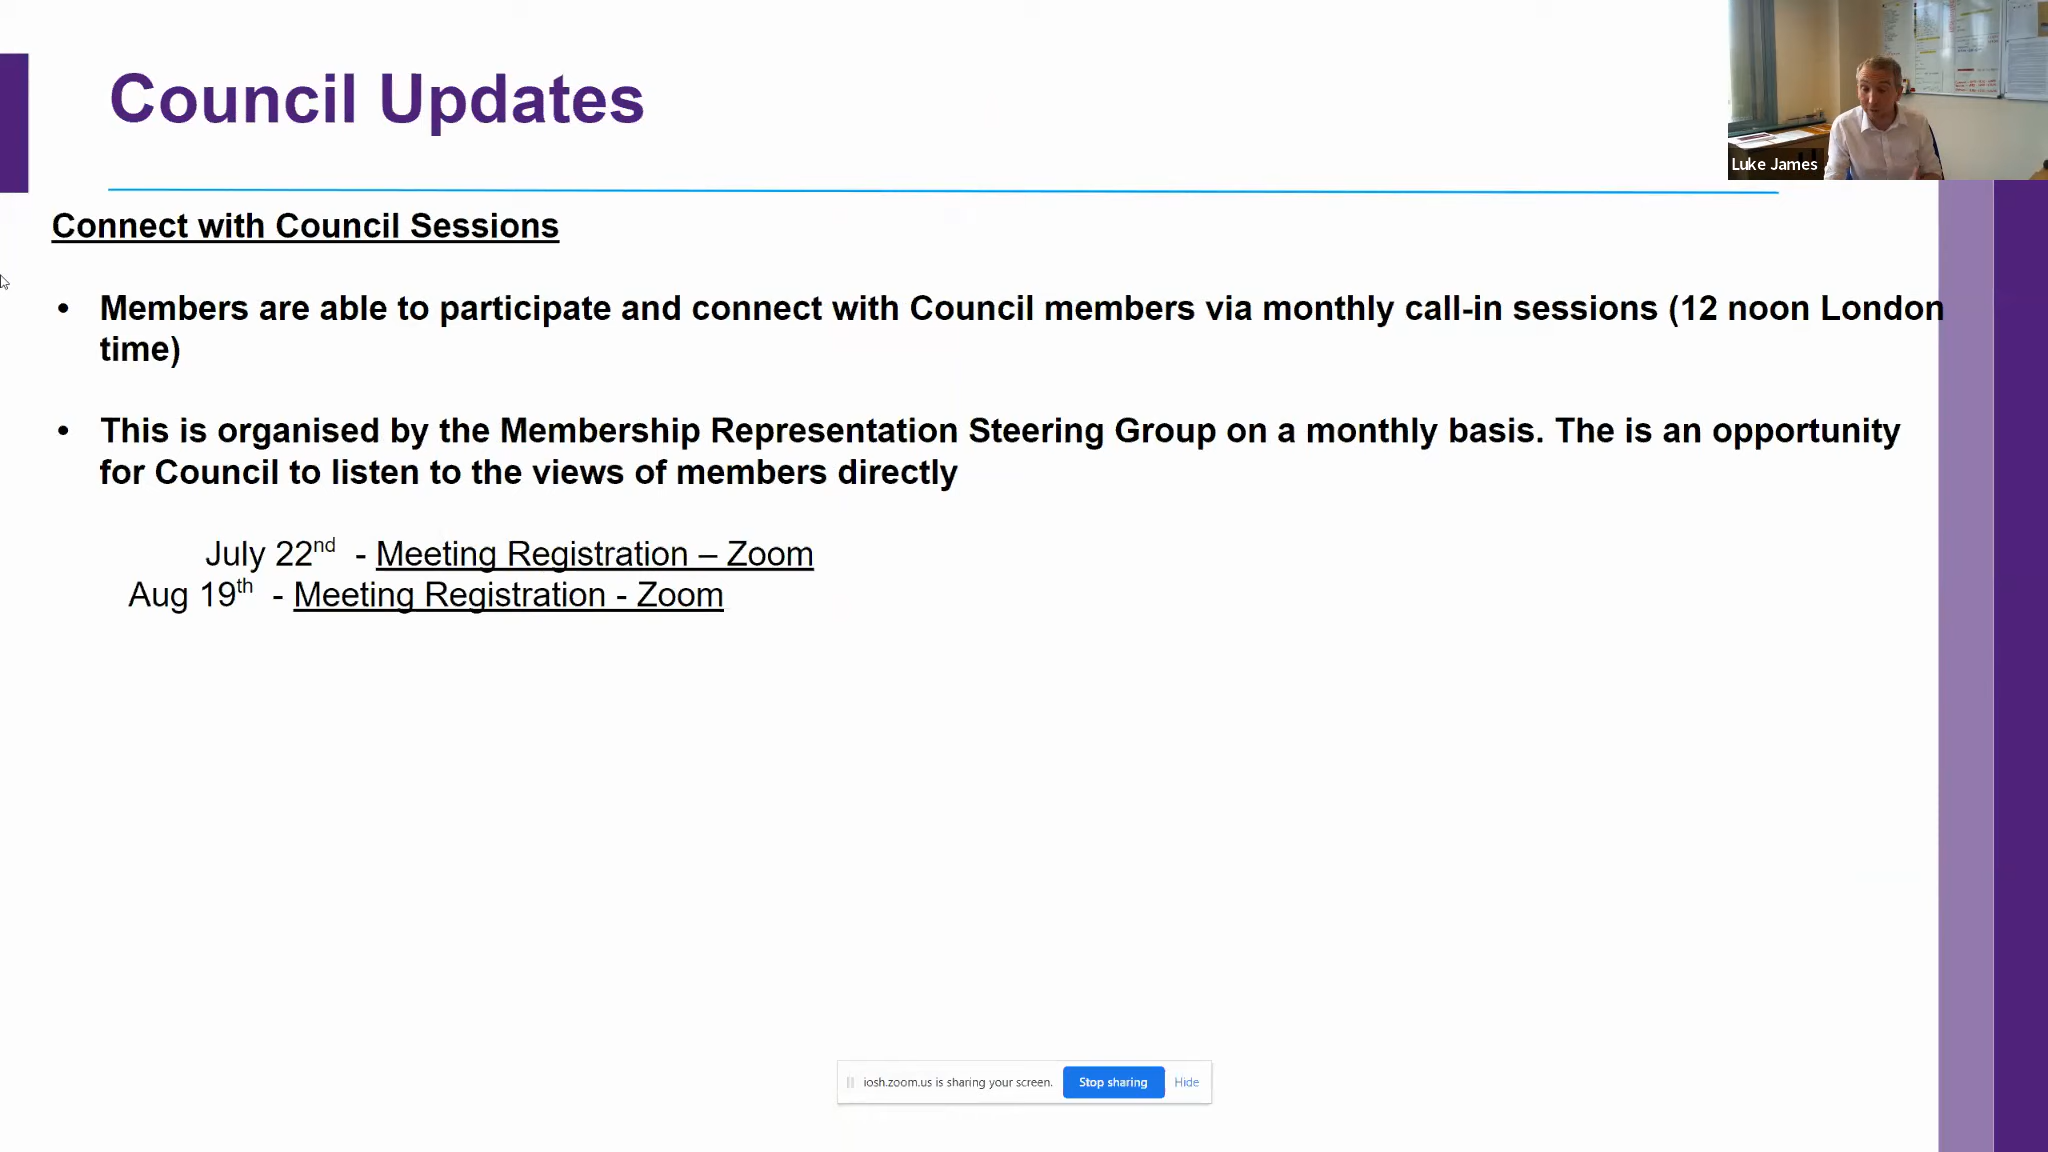 Council Updates
Luke James
Connect with Council Sessions
• Members are able to participate and connect with Council members via monthly call-in sessions (12 noon London
time)
• This is organised by the Membership Representation Steering Group on a monthly basis. The is an opportunity
for Council to listen to the views of members directly
July 22nd - Meeting Registration – Zoom
Aug 19th - Meeting Registration - Zoom
iosh.zoom.us is sharing your screen. Stop sharing Hide